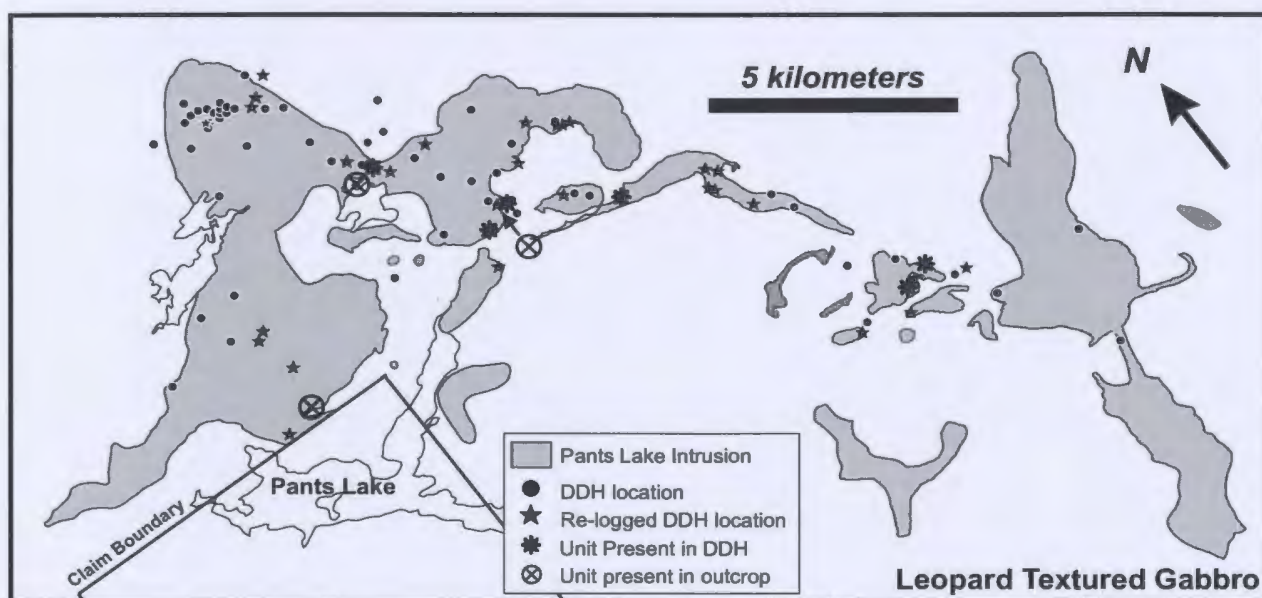 5 kilometers
N
Pants Lake Intrusion
DDH location
Re-logged DDH location
Unit Present in DDH
Unit present in outcrop
Pants Lake
Claim Boundary
Leopard Textured Gabbro